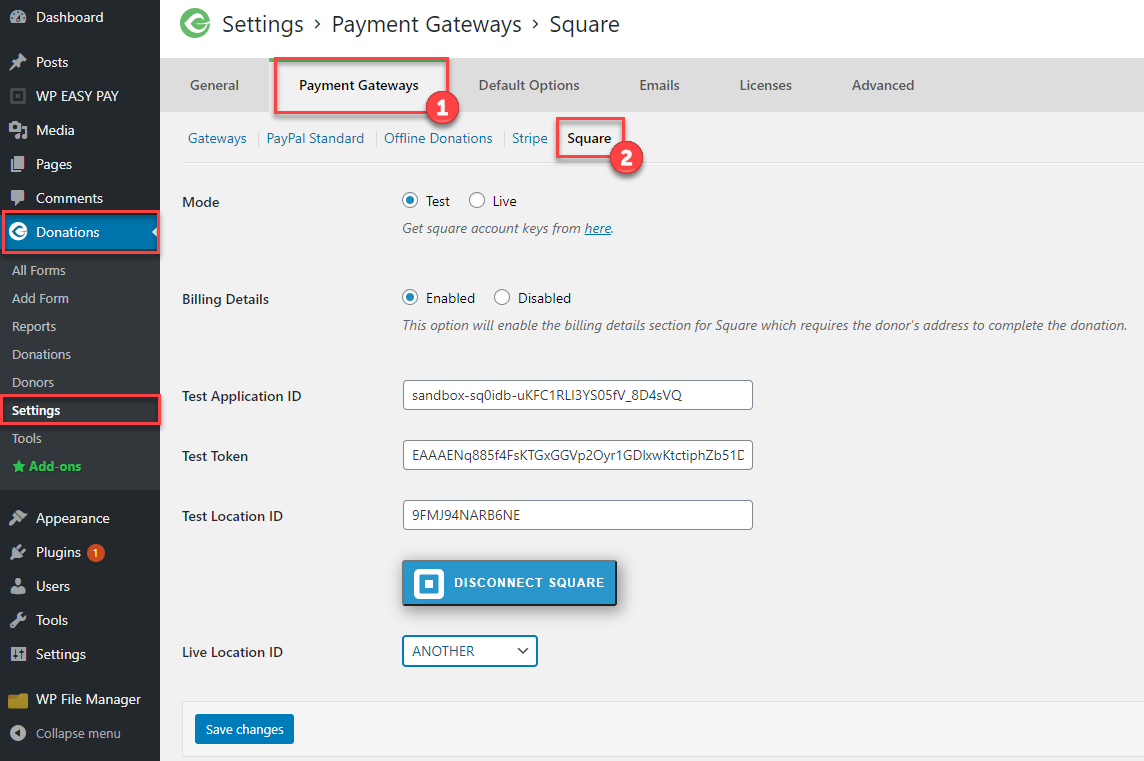 Dashboard
Posts
WP EASY PAY
Media
Pages
Comments
Donations
All Forms
Add Form
Reports
Donations
Donors
Settings
Tools
Add-ons
Appearance
Plugins 1
Users
Tools
Settings
WP File Manager
Collapse menu
Settings › Payment Gateways › Square
General Payment Gateways Default Options Emails Licenses Advanced
1
Gateways PayPal Standard Offline Donations Stripe Square
2
Mode Test Live
Get square account keys from here.
Billing Details Enabled Disabled
This option will enable the billing details section for Square which requires the donor's address to complete the donation.
Test Application ID sandbox-sq0idb-uKFC1RLI3YS05fV_8D4sVQ
Test Token EAAAENq885f4FsKTGxGGVp2Oyr1GDlxwKtctiphZb51D
Test Location ID 9FMJ94NARB6NE
DISCONNECT SQUARE
Live Location ID ANOTHER
Save changes